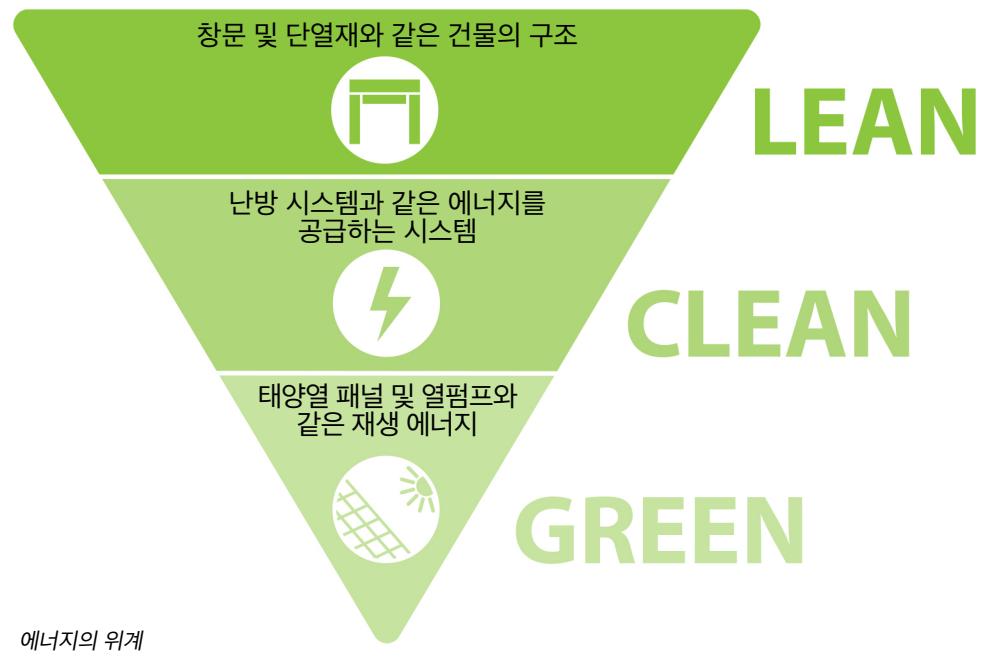 창문 및 단열재와 같은 건물의 구조
LEAN
난방 시스템과 같은 에너지를
공급하는 시스템
CLEAN
태양열 패널 및 열펌프와
같은 재생 에너지
GREEN
에너지의 위계